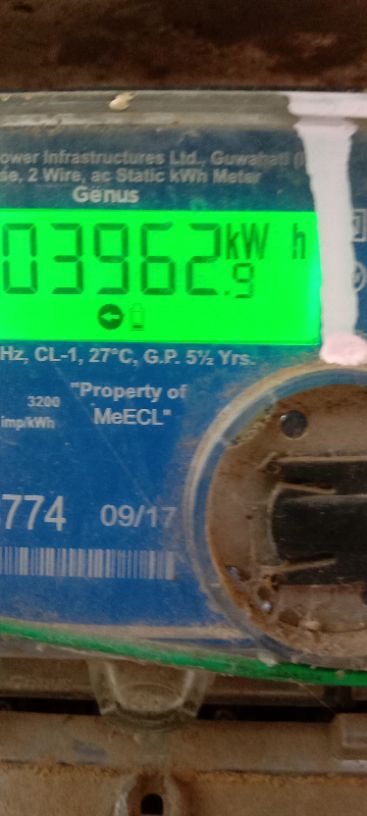 ower Infrastructures Ltd., Guwahati
se, 2 Wire, ac Static kWh Meter
Genus
03962.9 kW h
Hz, CL-1, 27°C, G.P. 5½ Yrs.
3200
imp/kWh
"Property of
MeECL"
774 09/17